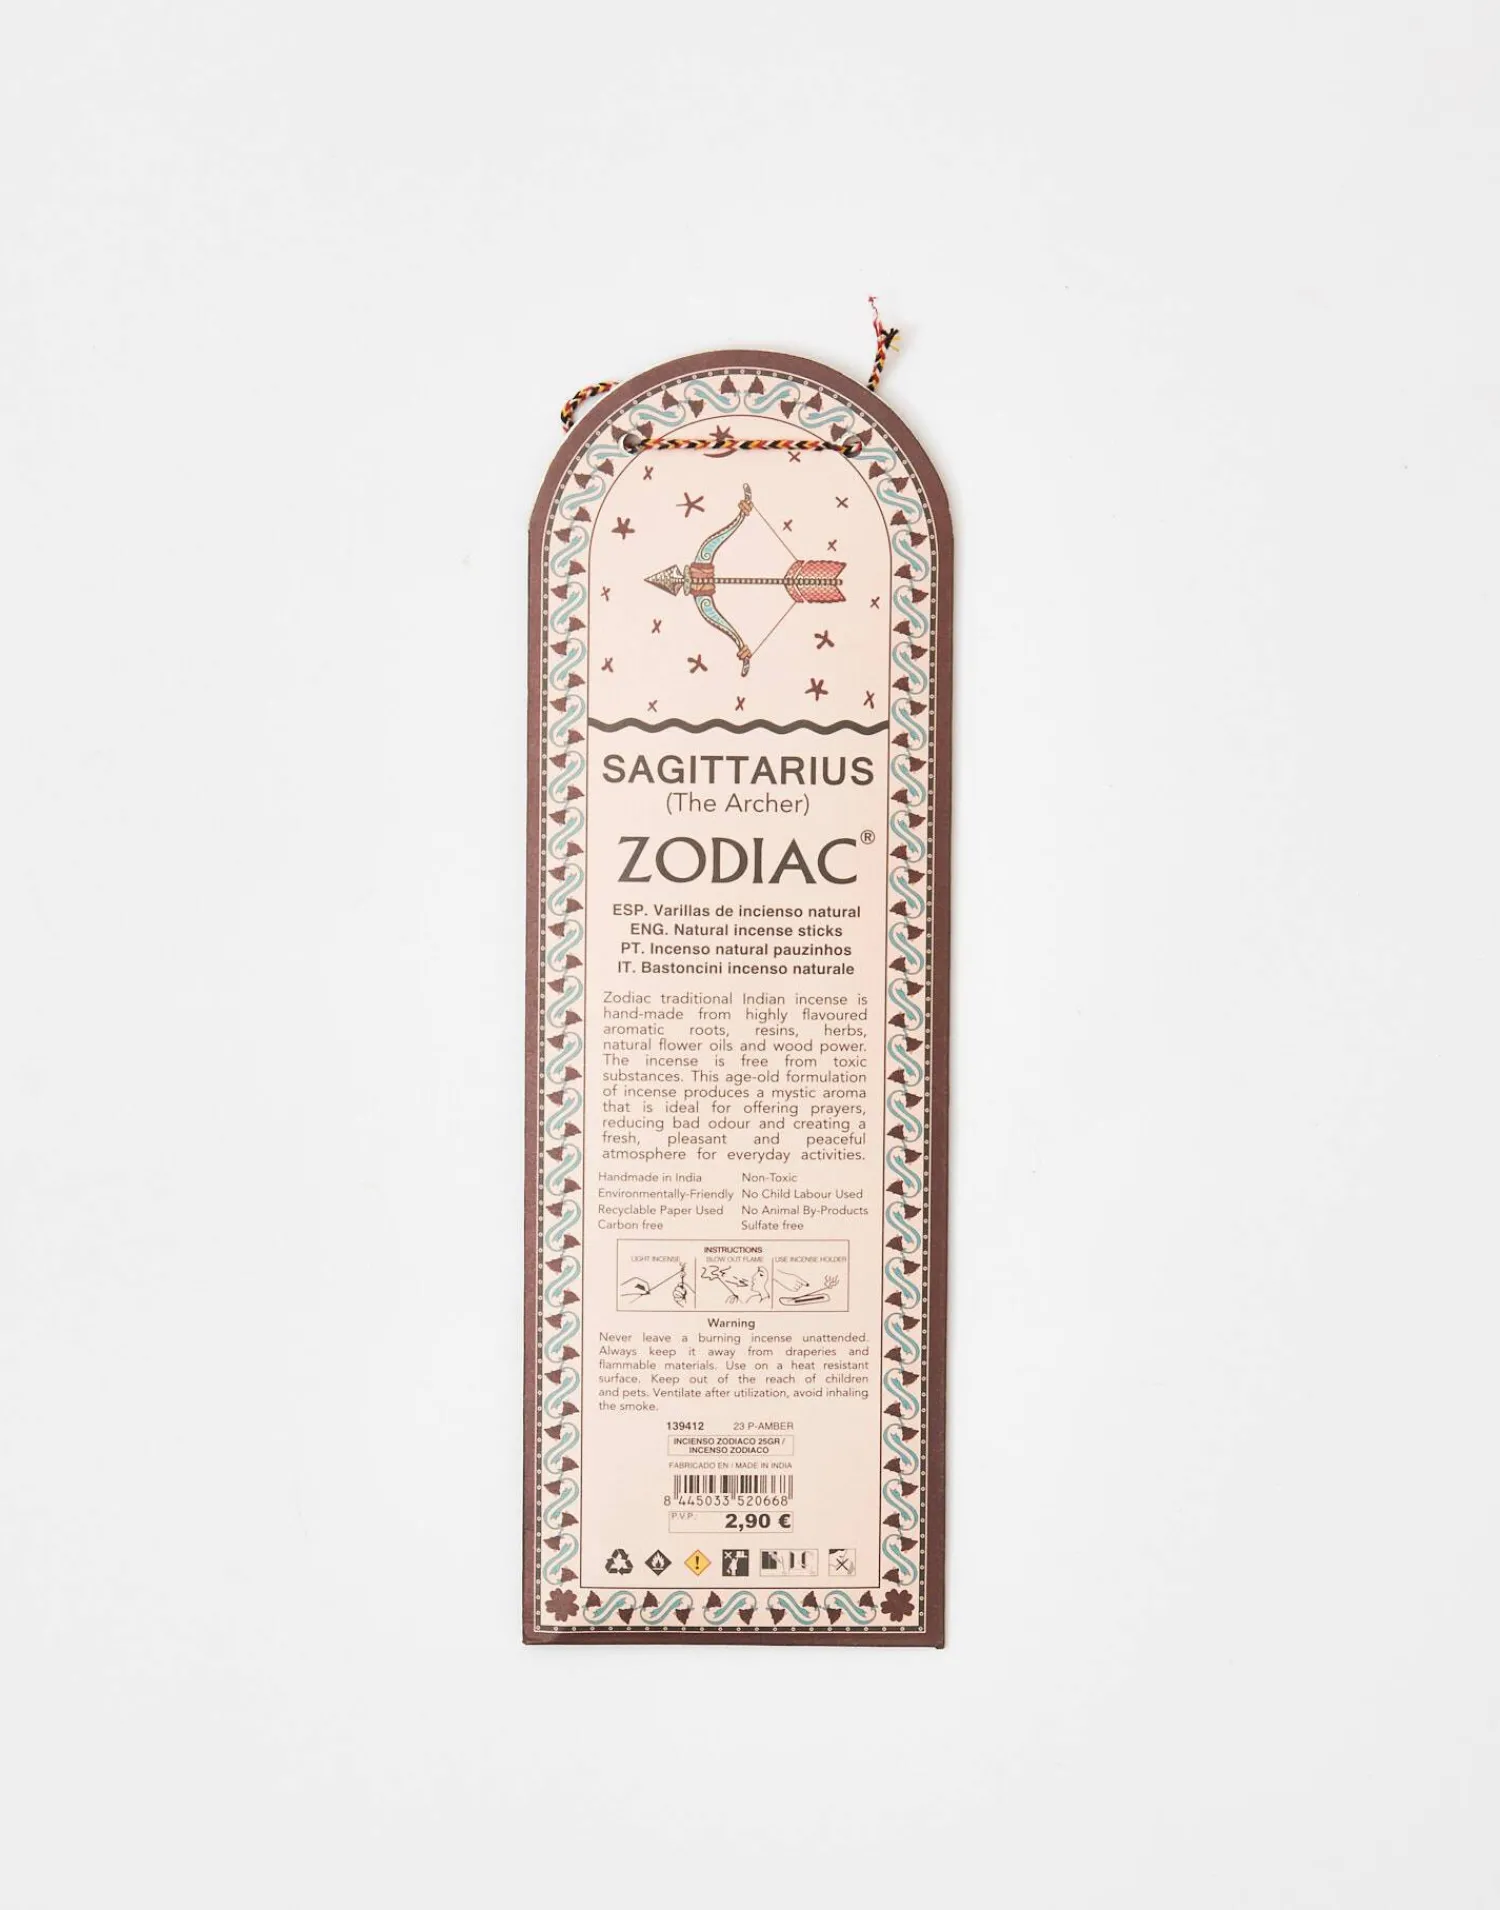 SAGITTARIUS
(The Archer)
ZODIAC®
ESP. Varillas de incienso natural
ENG. Natural incense sticks
PT. Incenso natural pauzinhos
IT. Bastoncini incenso naturale
Zodiac traditional Indian incense is
hand-made from highly flavoured
aromatic roots, resins, herbs,
natural flower oils and wood power.
The incense is free from toxic
substances. This age-old formulation
of incense produces a mystic aroma
that is ideal for offering prayers,
reducing bad odour and creating a
fresh, pleasant and peaceful
atmosphere for everyday activities.
Handmade in India Non-Toxic
Environmentally-Friendly No Child Labour Used
Recyclable Paper Used No Animal By-Products
Carbon free Sulfate free
INSTRUCTIONS
LIGHT INCENSE BLOW OUT FLAME USE INCENSE HOLDER
Warning
Never leave a burning incense unattended.
Always keep it away from draperies and
flammable materials. Use on a heat resistant
surface. Keep out of the reach of children
and pets. Ventilate after utilization, avoid inhaling
the smoke.
139412 23 P-AMBER
INCIENSO ZODIACO 25GR /
INCENSO ZODIACO
FABRICADO EN / MADE IN INDIA
8 445033 520668
P.V.P.: 2,90 €